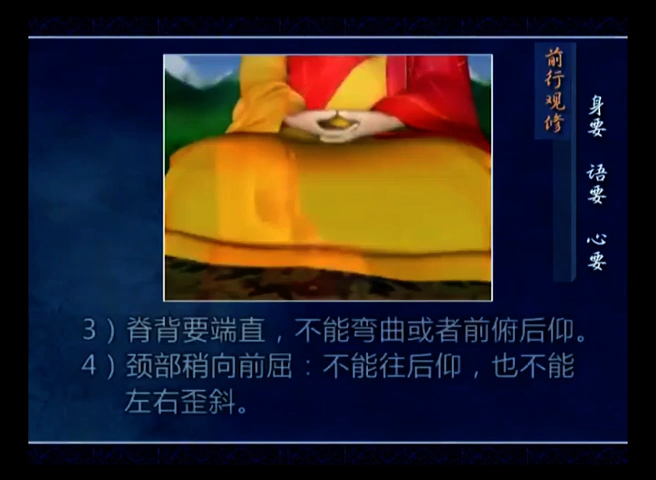 前行观修
身要 语要 心要
3）脊背要端直，不能弯曲或者前俯后仰。
4）颈部稍向前屈：不能往后仰，也不能
左右歪斜。